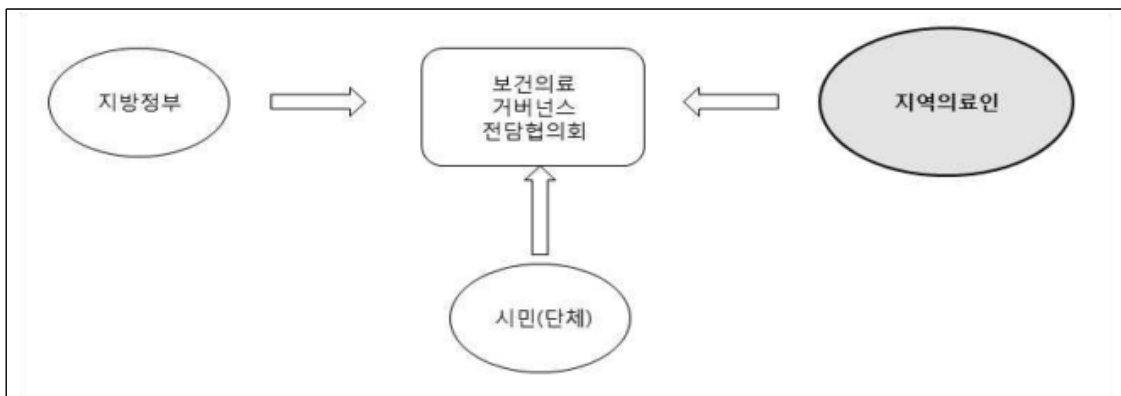 지방정부
보건의료
거버넌스
전담협의회
지역의료인
시민(단체)